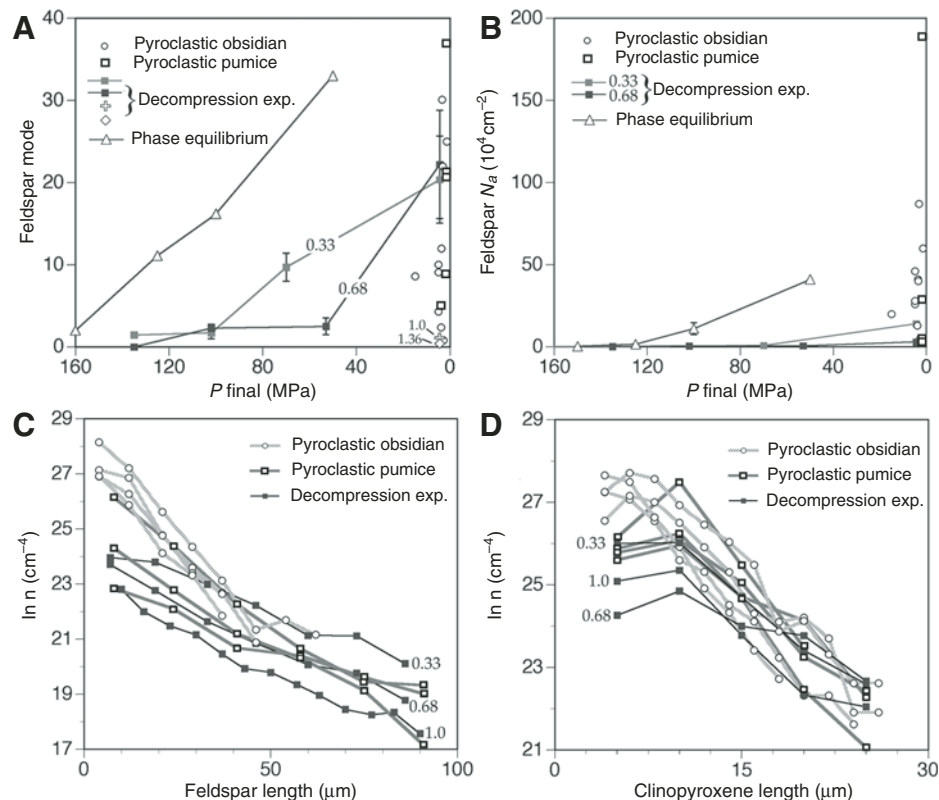 A
40
30
20
10
0
160
120
80
40
0
Feldspar mode
P final (MPa)
Pyroclastic obsidian
Pyroclastic pumice
Decompression exp.
Phase equilibrium
0.33
0.68
1.0
1.36
B
200
150
100
50
0
160
120
80
40
0
Feldspar Na (10⁴ cm⁻²)
P final (MPa)
Pyroclastic obsidian
Pyroclastic pumice
0.33
0.68
Decompression exp.
Phase equilibrium
C
29
27
25
23
21
19
17
0
50
100
ln n (cm⁻⁴)
Feldspar length (μm)
Pyroclastic obsidian
Pyroclastic pumice
Decompression exp.
0.33
0.68
1.0
D
29
27
25
23
21
0
15
30
ln n (cm⁻⁴)
Clinopyroxene length (μm)
Pyroclastic obsidian
Pyroclastic pumice
Decompression exp.
0.33
1.0
0.68